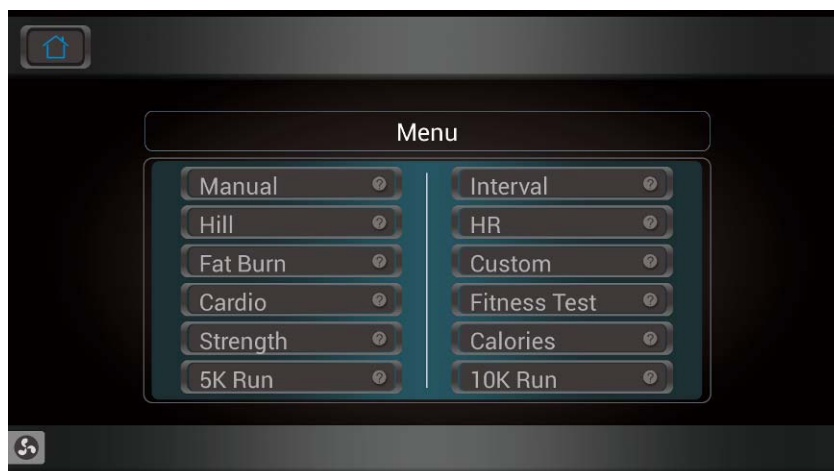 Menu
Manual
Hill
Fat Burn
Cardio
Strength
5K Run
Interval
HR
Custom
Fitness Test
Calories
10K Run